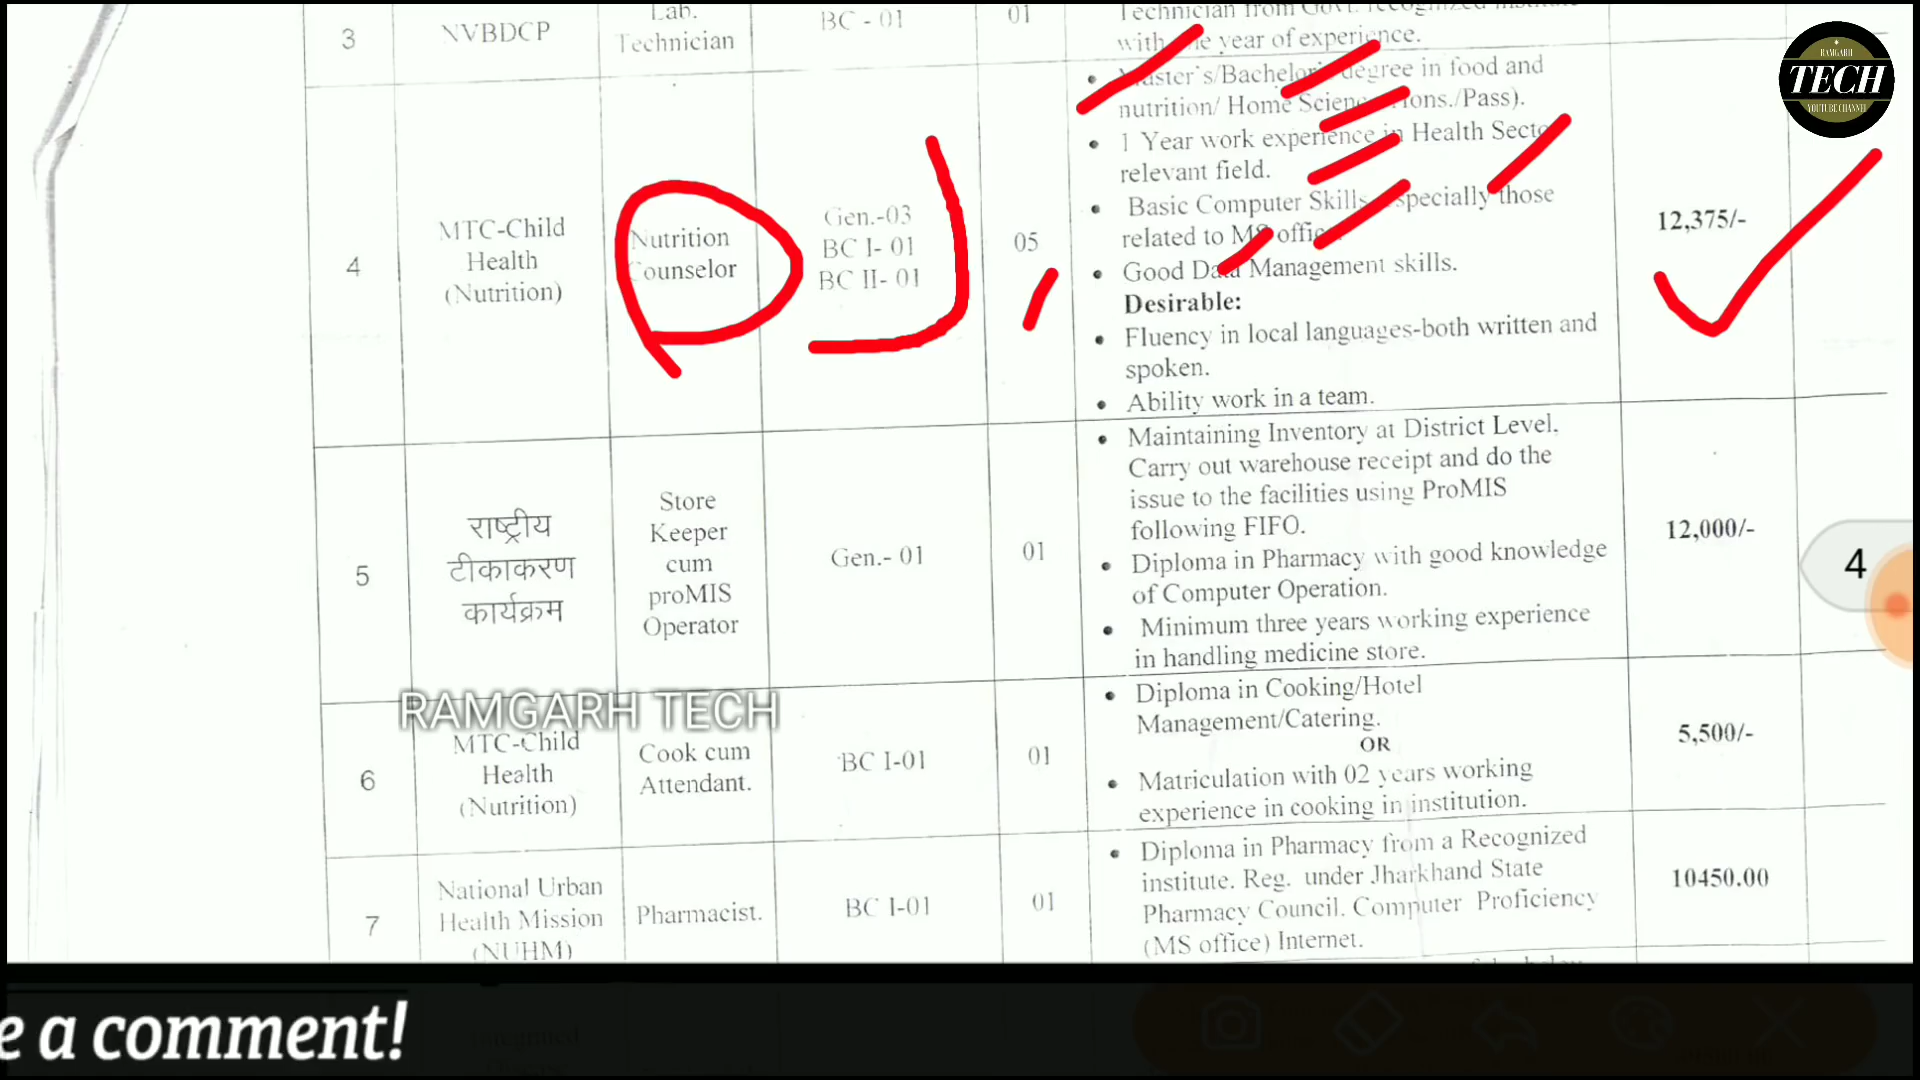 3
NVBDCP
Lab.
Technician
BC - 01
01
Technician from Govt. recognized
with year of experience.
4
MTC-Child
Health
(Nutrition)
Nutrition
Counselor
Gen.-03
BC I- 01
BC II- 01
05
Master's/Bachelor's degree in food and
nutrition/ Home Science ons./Pass).
1 Year work experience in Health Sector
relevant field.
Basic Computer Skills especially those
related to MS office
Good Data Management skills.
Desirable:
Fluency in local languages-both written and
spoken.
Ability work in a team.
12,375/-
5
राष्ट्रीय
टीकाकरण
कार्यक्रम
Store
Keeper
cum
proMIS
Operator
Gen.- 01
01
Maintaining Inventory at District Level.
Carry out warehouse receipt and do the
issue to the facilities using ProMIS
following FIFO.
Diploma in Pharmacy with good knowledge
of Computer Operation.
Minimum three years working experience
in handling medicine store.
12,000/-
6
MTC-Child
Health
(Nutrition)
Cook cum
Attendant.
BC I-01
01
Diploma in Cooking/Hotel
Management/Catering.
OR
Matriculation with 02 years working
experience in cooking in institution.
5,500/-
7
National Urban
Health Mission
(NUHM)
Pharmacist.
BC I-01
01
Diploma in Pharmacy from a Recognized
institute. Reg. under Jharkhand State
Pharmacy Council. Computer Proficiency
(MS office) Internet.
10450.00
RAMGARH TECH
RAMGARH
TECH
YOUTUBE CHANNEL
4
e a comment!